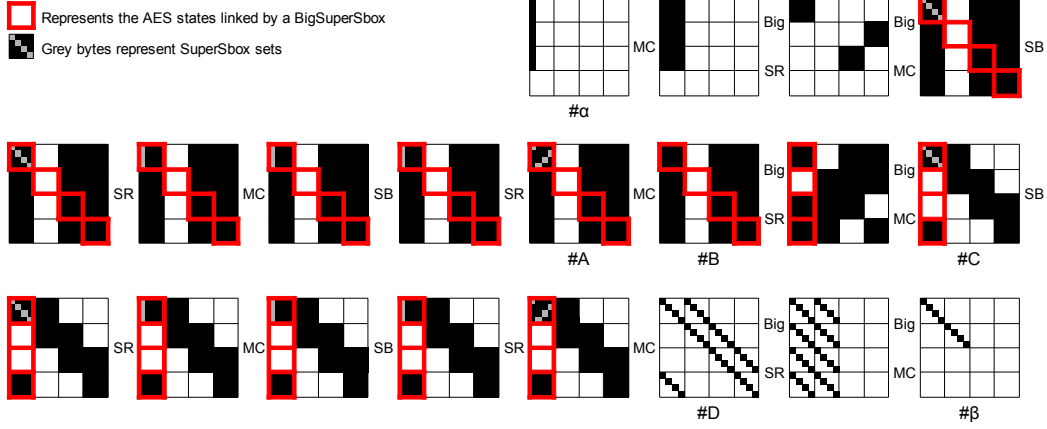 Represents the AES states linked by a BigSuperSbox
Grey bytes represent SuperSbox sets
MC Big SB
SR MC
#α
SR MC SB SR MC Big Big SB
SR MC
#A #B #C
SR MC SB SR MC Big Big
SR MC
#D #β